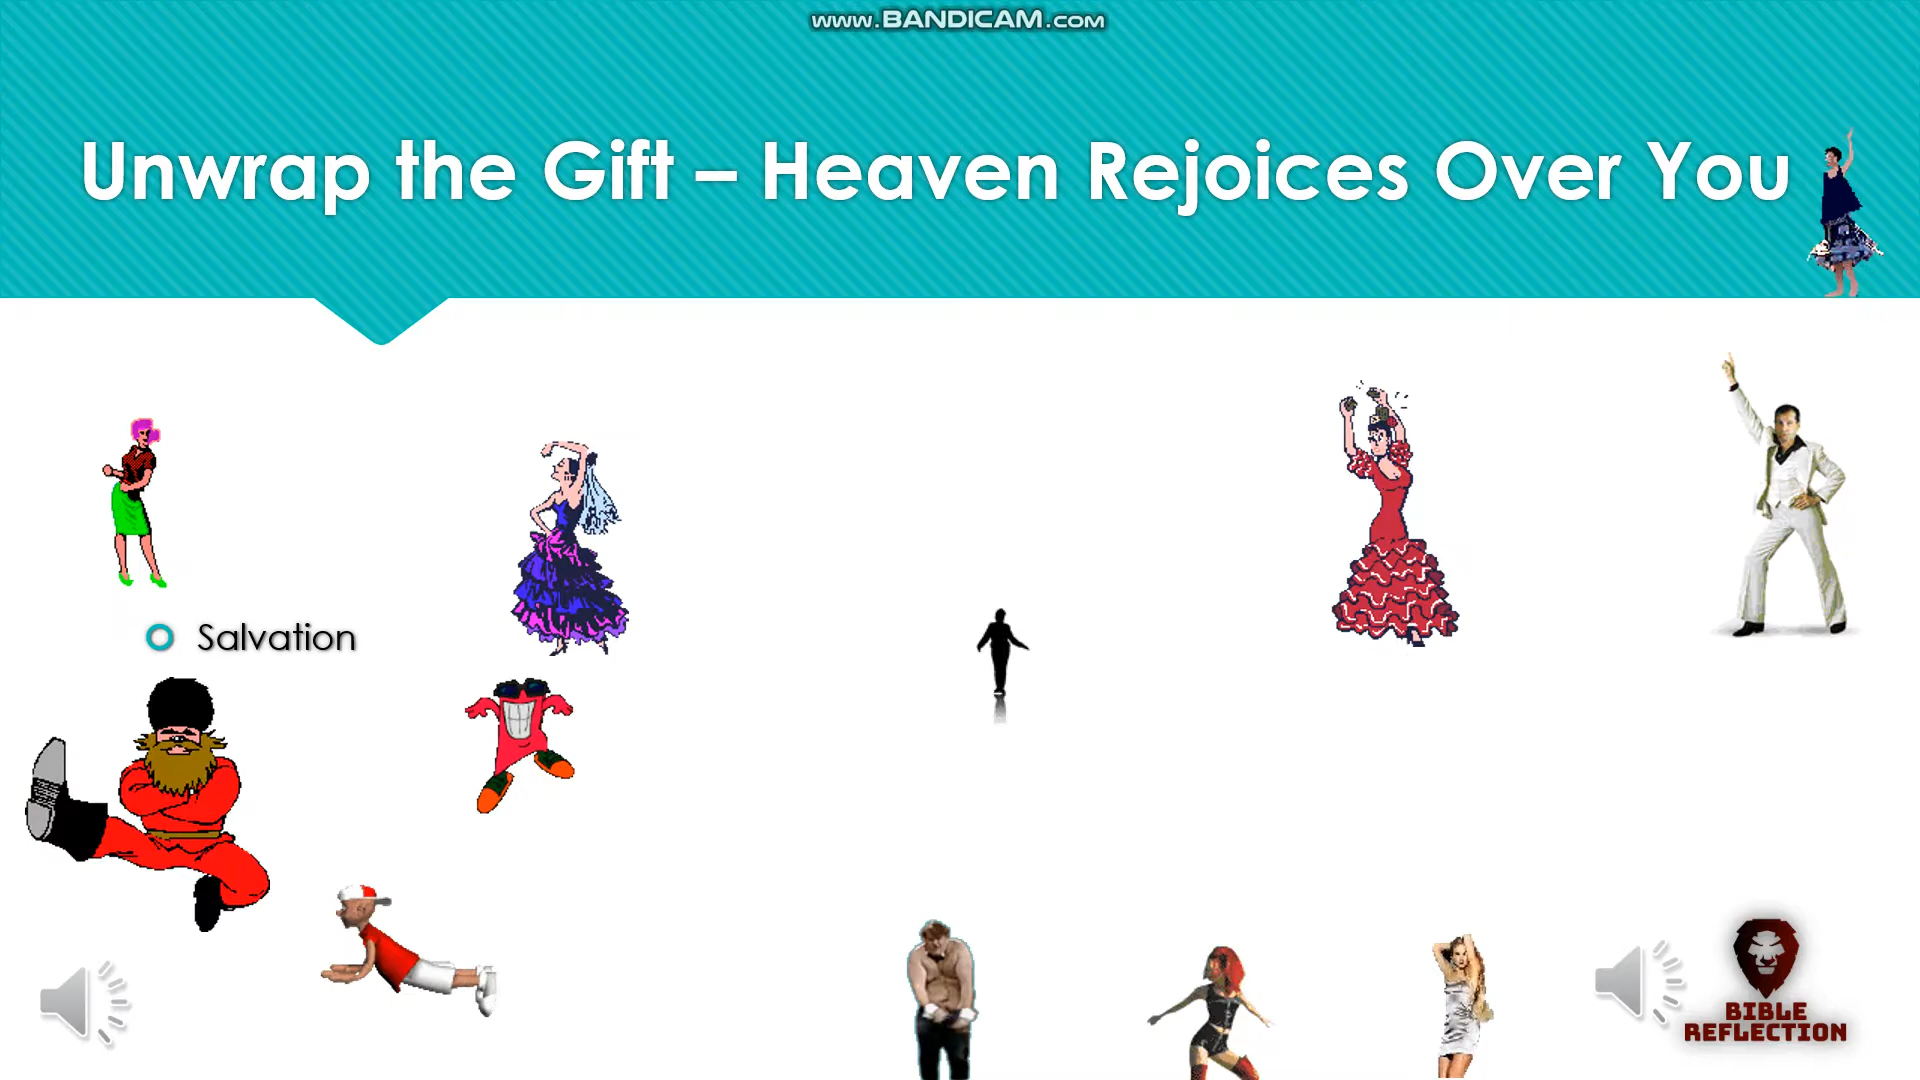 www.BANDICAM.com
Unwrap the Gift – Heaven Rejoices Over You
Salvation
BIBLE
REFLECTION